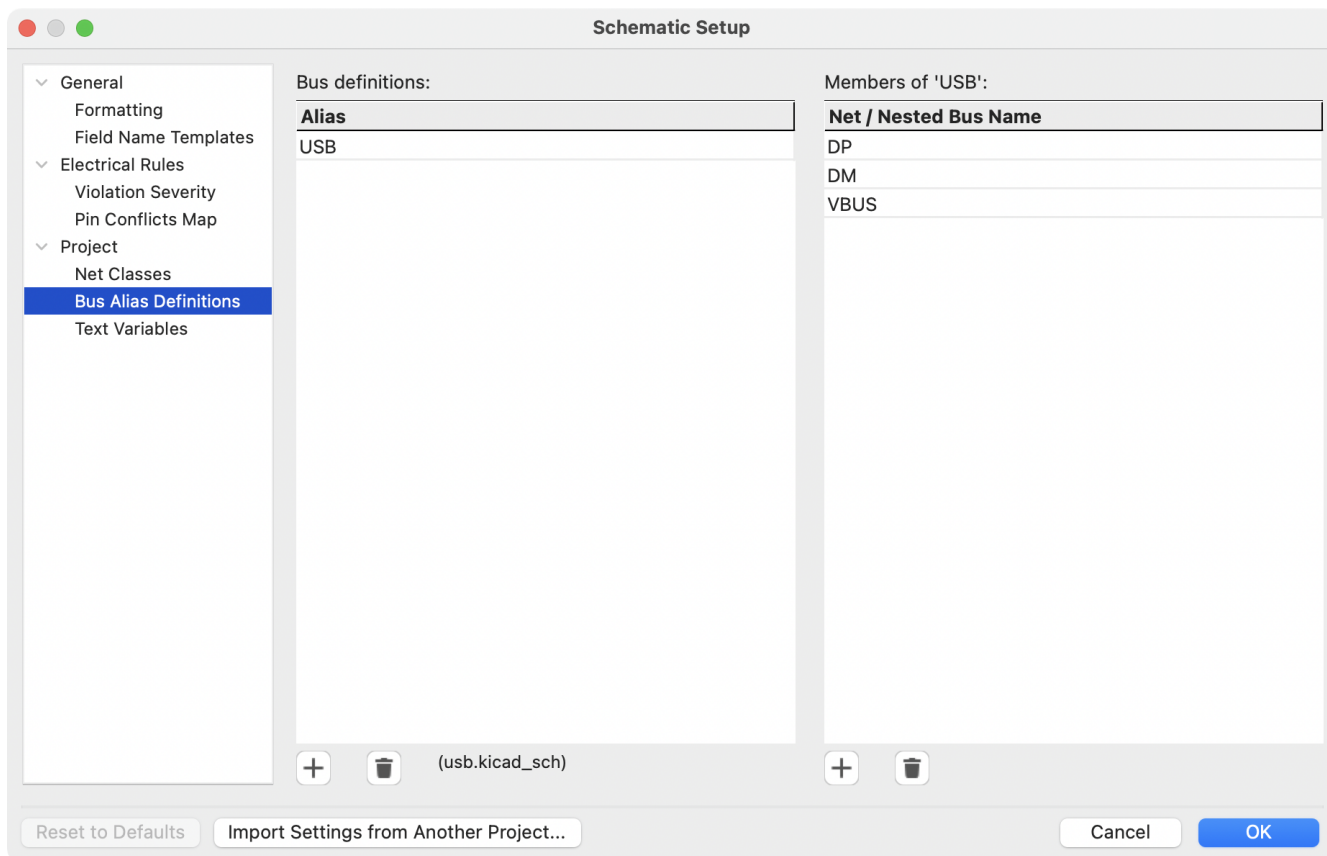 Schematic Setup
General
Formatting
Field Name Templates
Electrical Rules
Violation Severity
Pin Conflicts Map
Project
Net Classes
Bus Alias Definitions
Text Variables
Bus definitions:
Alias
USB
(usb.kicad_sch)
Members of 'USB':
Net / Nested Bus Name
DP
DM
VBUS
Reset to Defaults
Import Settings from Another Project...
Cancel
OK